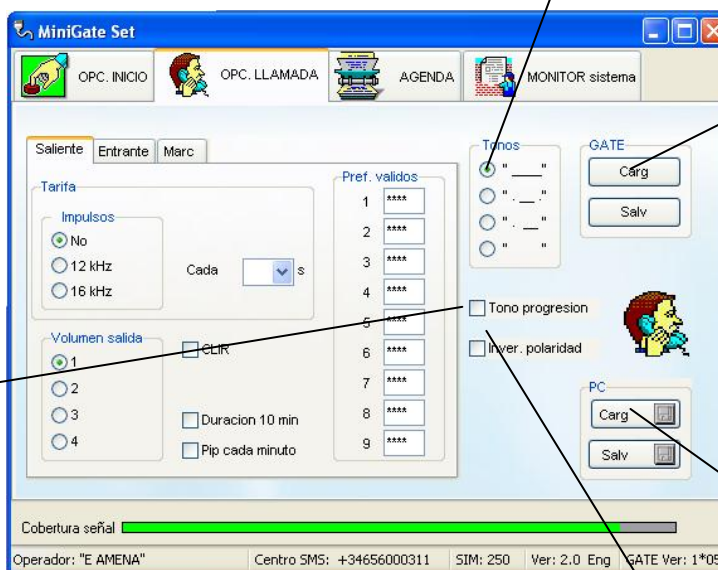 MiniGate Set
OPC. INICIO
OPC. LLAMADA
AGENDA
MONITOR sistema
Saliente Entrante Marc
Tarifa
Impulsos
No
12 kHz
16 kHz
Cada s
Volumen salida
1
2
3
4
CLIR
Duracion 10 min
Pip cada minuto
Pref. validos
1 ****
2 ****
3 ****
4 ****
5 ****
6 ****
7 ****
8 ****
9 ****
Tonos
" ___ "
" . __ . "
" . __ "
" "
Tono progresion
Inver. polaridad
GATE
Carg
Salv
PC
Carg
Salv
Cobertura señal
Operador: "E AMENA" Centro SMS: +34656000311 SIM: 250 Ver: 2.0 Eng GATE Ver: 1*05